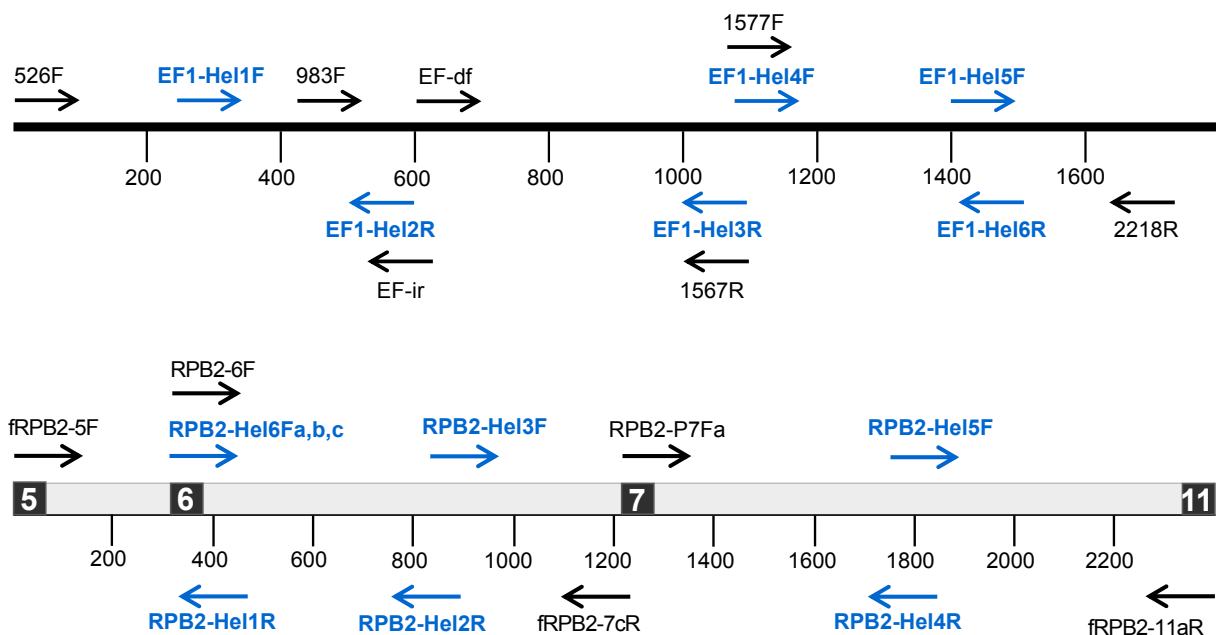 1577F
526F EF1-Hel1F 983F EF-df EF1-Hel4F EF1-Hel5F
200 400 600 800 1000 1200 1400 1600
EF1-Hel2R EF1-Hel3R EF1-Hel6R 2218R
EF-ir 1567R
RPB2-6F
fRPB2-5F RPB2-Hel6Fa,b,c RPB2-Hel3F RPB2-P7Fa RPB2-Hel5F
5 6 7 11
200 400 600 800 1000 1200 1400 1600 1800 2000 2200
RPB2-Hel1R RPB2-Hel2R fRPB2-7cR RPB2-Hel4R fRPB2-11aR